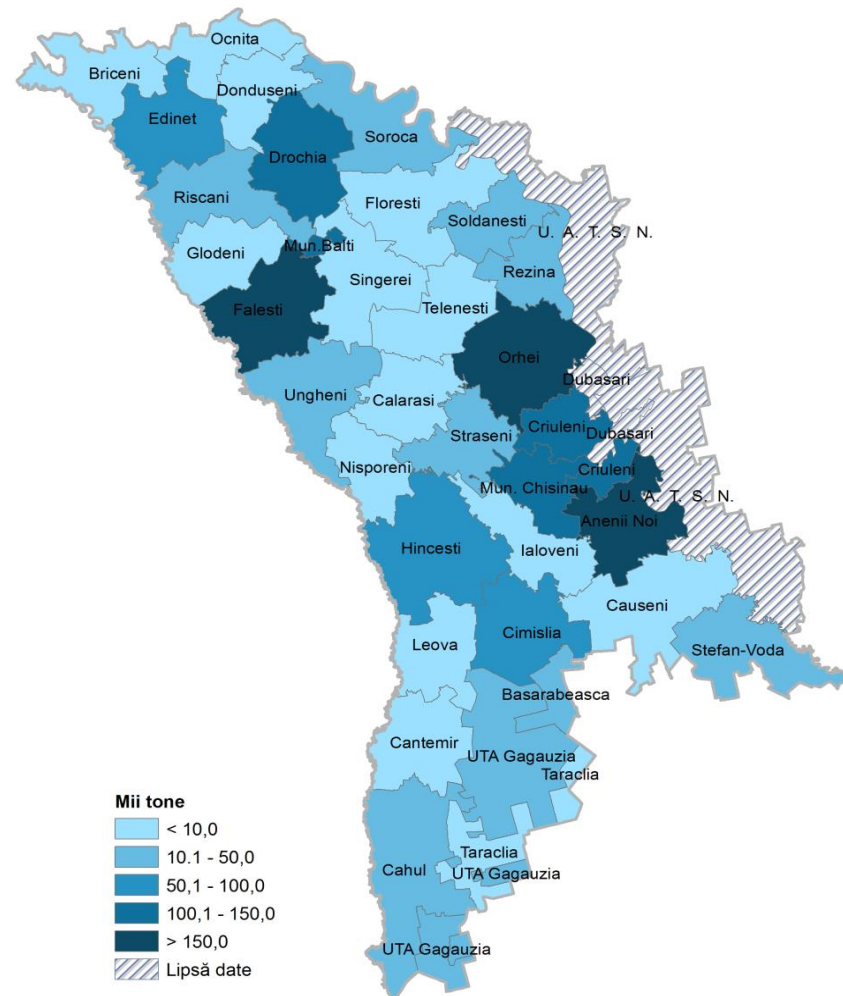 Ocnita
Briceni
Donduseni
Edinet
Soroca
Drochia
Riscani
Floresti
Soldanesti
U. A. T. S. N.
Mun.Balti
Glodeni
Rezina
Singerei
Telenesti
Falesti
Orhei
Dubasari
Ungheni
Calarasi
Criuleni
Straseni
Dubasari
Nisporeni
Criuleni
Mun. Chisinau
U. A. T. S. N.
Anenii Noi
Hincesti
Ialoveni
Causeni
Cimislia
Leova
Stefan-Voda
Basarabeasca
Cantemir
UTA Gagauzia
Taraclia
Mii tone
< 10,0
10.1 - 50,0
50,1 - 100,0
100,1 - 150,0
> 150,0
Lipsă date
Taraclia
Cahul
UTA Gagauzia
UTA Gagauzia